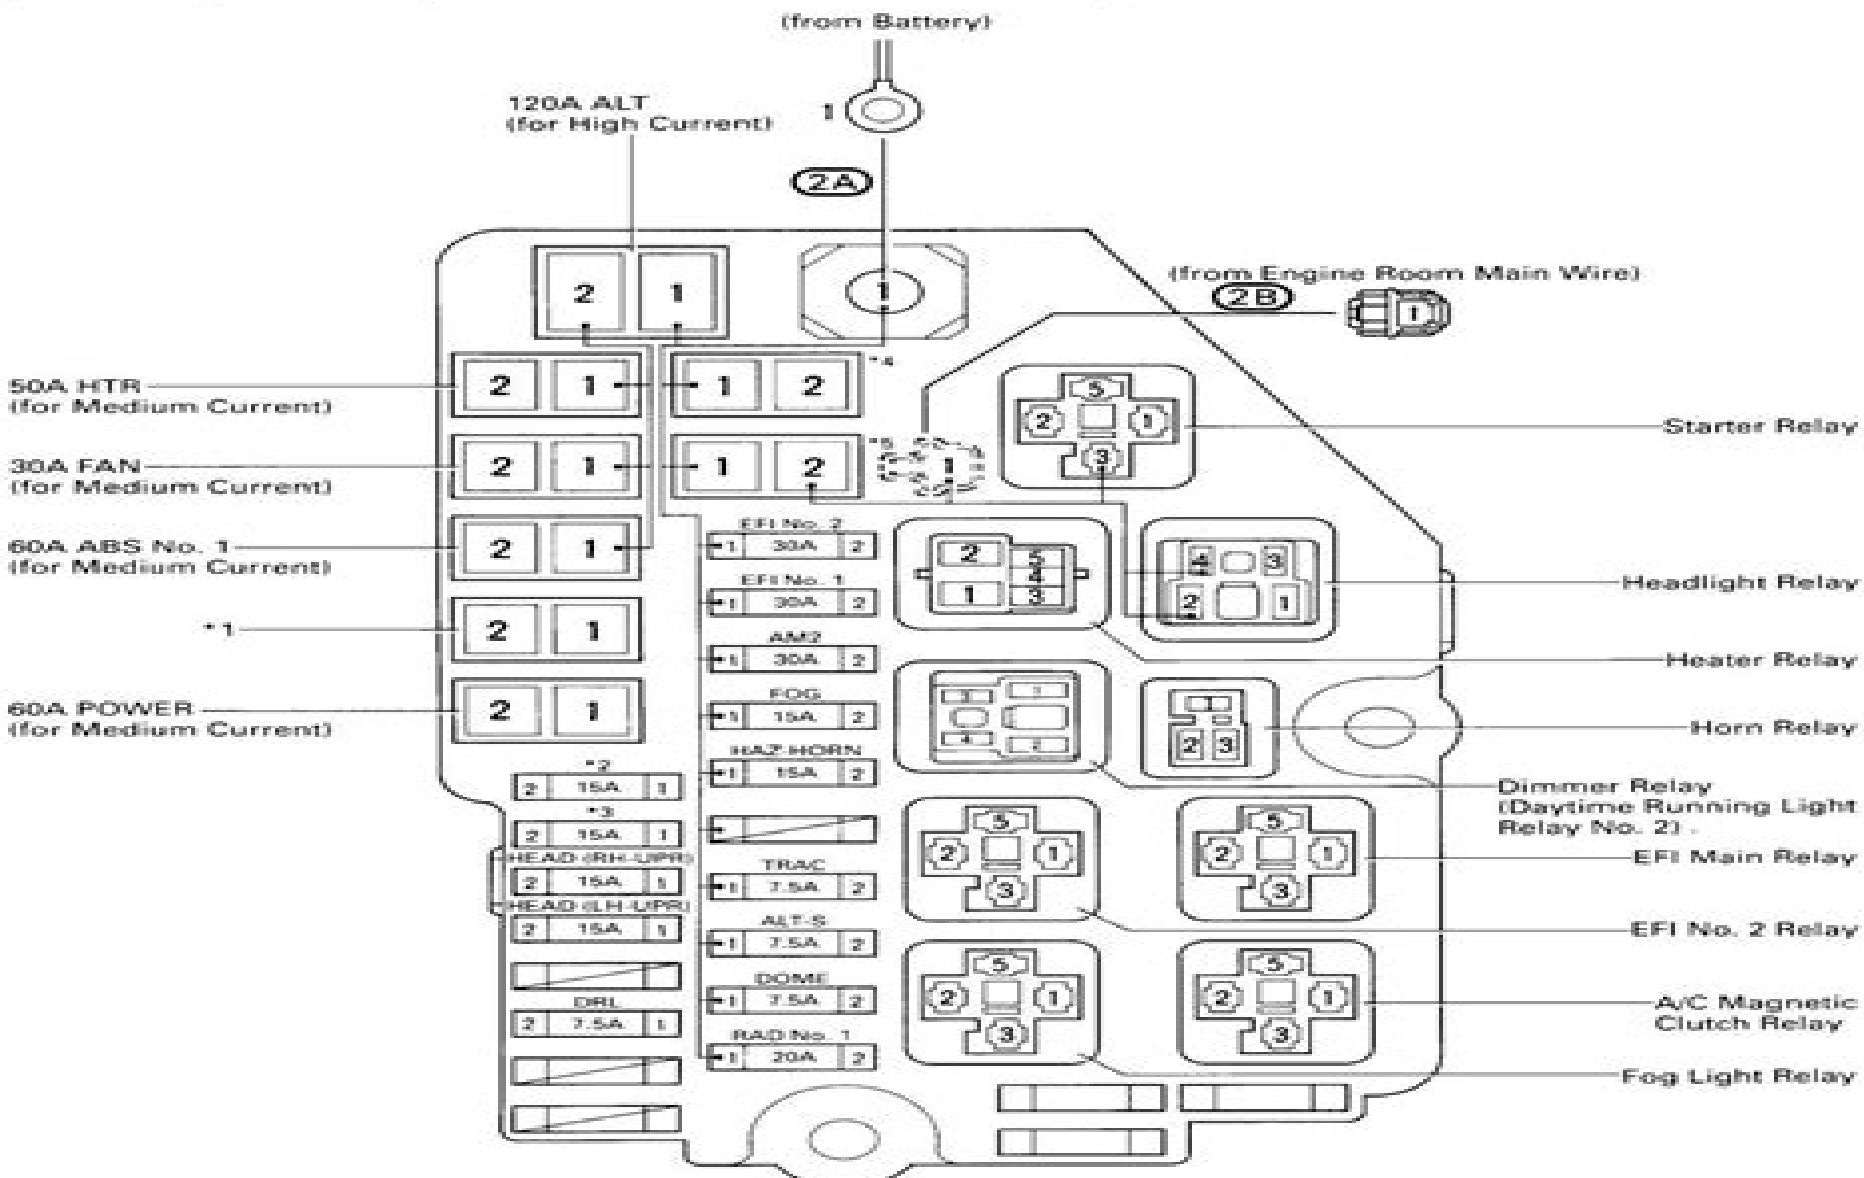 (from Battery)
120A ALT
(for High Current)
1
2A
(from Engine Room Main Wire)
2B
1
2 1
1
50A HTR
(for Medium Current)
2 1
1 2
*4
30A FAN
(for Medium Current)
2 1
1 2
60A ABS No. 1
(for Medium Current)
2 1
*1
2 1
60A POWER
(for Medium Current)
2 1
*2
2 15A 1
*3
2 15A 1
HEAD (RH-UPR)
2 15A 1
HEAD (LH-UPR)
2 15A 1
DRL
2 7.5A 1
EFI No. 2
1 30A 2
EFI No. 1
1 30A 2
AM2
1 30A 2
FOG
1 15A 2
HAZ-HORN
1 15A 2
TRAC
1 7.5A 2
ALT-S
1 7.5A 2
DOME
1 7.5A 2
RAD No. 1
1 20A 2
5
2 1
3
Starter Relay
3
2 1
Headlight Relay
2
1 3
Heater Relay
1
2 3
Horn Relay
Dimmer Relay
(Daytime Running Light
Relay No. 2)
5
2 1
3
5
2 1
3
EFI Main Relay
EFI No. 2 Relay
5
2 1
3
5
2 1
3
A/C Magnetic
Clutch Relay
Fog Light Relay